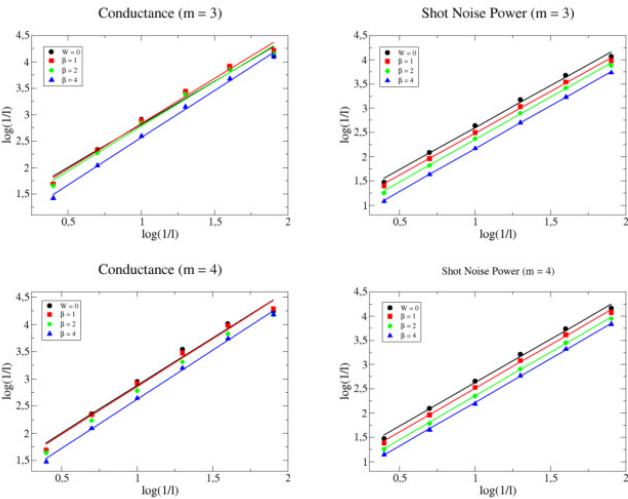 Conductance (m = 3)
4,5
4
3,5
3
2,5
2
1,5
log(1/l)
W = 0
β = 1
β = 2
β = 4
0,5
1
1,5
2
log(1/l)
Shot Noise Power (m = 3)
4,5
4
3,5
3
2,5
2
1,5
1
log(1/l)
W = 0
β = 1
β = 2
β = 4
0,5
1
1,5
2
log(1/l)
Conductance (m = 4)
4,5
4
3,5
3
2,5
2
1,5
log(1/l)
W = 0
β = 1
β = 2
β = 4
0,5
1
1,5
2
log(1/l)
Shot Noise Power (m = 4)
4,5
4
3,5
3
2,5
2
1,5
1
log(1/l)
W = 0
β = 1
β = 2
β = 4
0,5
1
1,5
2
log(1/l)